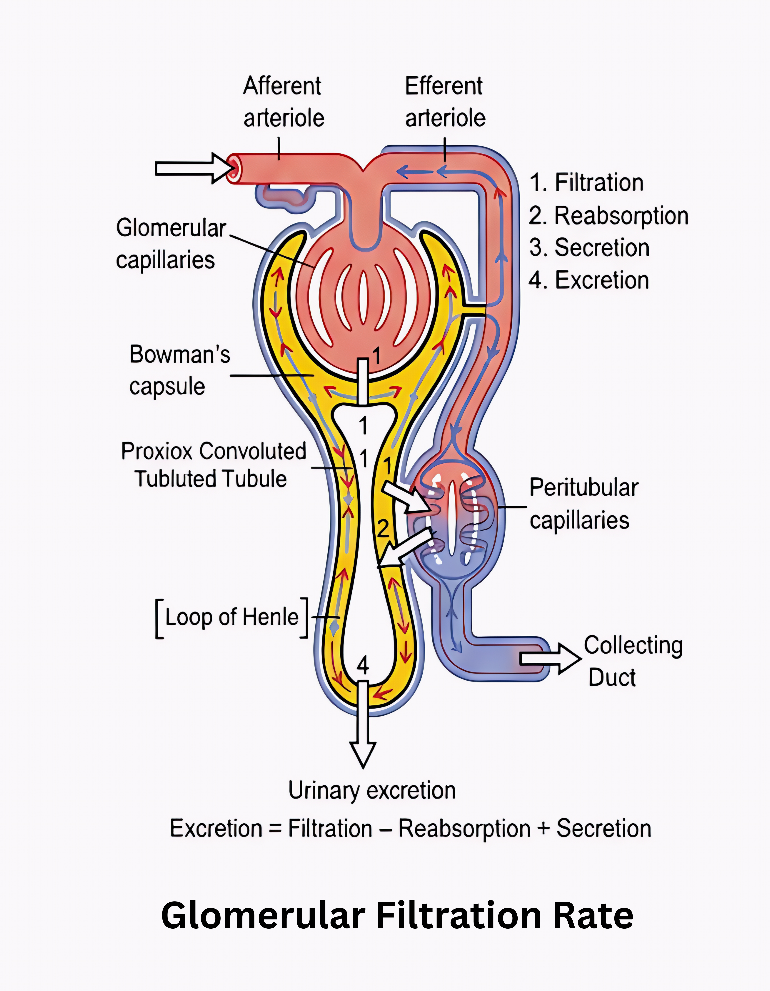 Afferent
arteriole
Efferent
arteriole
1. Filtration
2. Reabsorption
3. Secretion
4. Excretion
Glomerular
capillaries
1
Bowman's
capsule
1
Proxiox Convoluted
Tubluted Tubule
1
1
Peritubular
capillaries
2
[Loop of Henle]
Collecting
Duct
4
Urinary excretion
Excretion = Filtration – Reabsorption + Secretion
Glomerular Filtration Rate